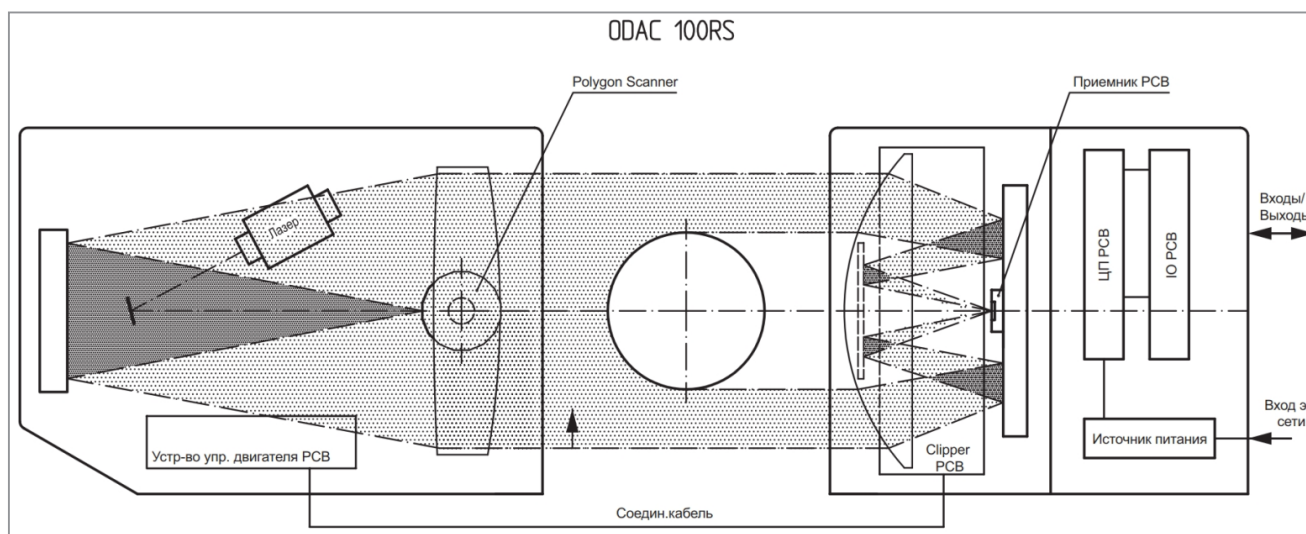 ODAC 100RS
Polygon Scanner
Приемник PCB
Лазер
ЦП PCB
IO PCB
Входы/
Выходы
Вход э
сети
Источник питания
Устр-во упр. двигателя PCB
Clipper
PCB
Соедин.кабель